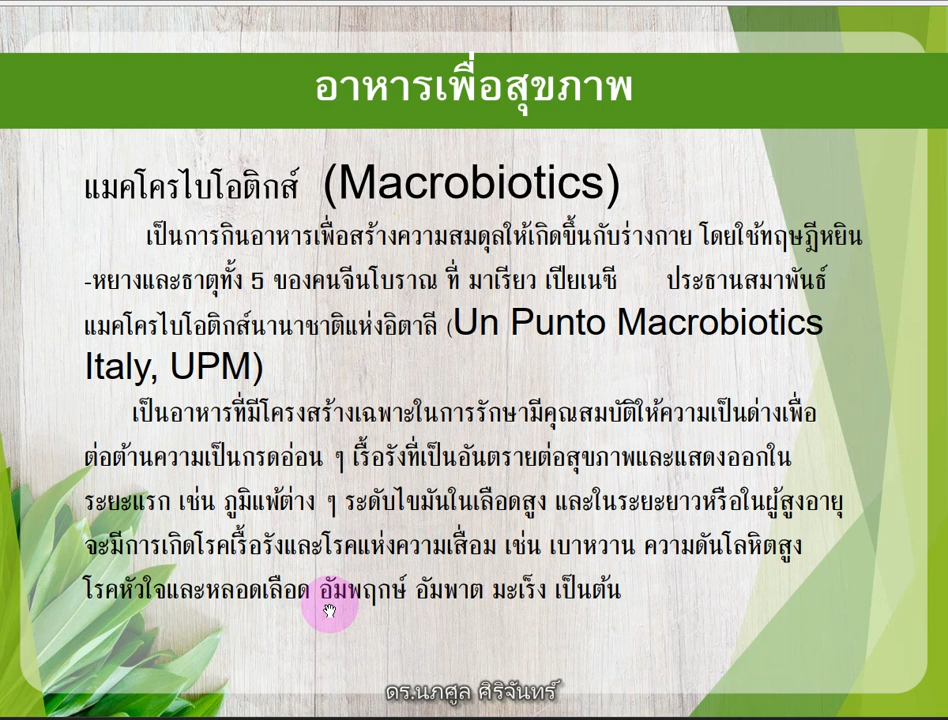 อาหารเพื่อสุขภาพ
แมคโครไบโอติกส์ (Macrobiotics)
เป็นการกินอาหารเพื่อสร้างความสมดุลให้เกิดขึ้นกับร่างกาย โดยใช้ทฤษฎีหยิน
-หยางและธาตุทั้ง 5 ของคนจีนโบราณ ที่ มาเรียว เปียเนซี ประธานสมาพันธ์
แมคโครไบโอติกส์นานาชาติแห่งอิตาลี (Un Punto Macrobiotics
Italy, UPM)
เป็นอาหารที่มีโครงสร้างเฉพาะในการรักษามีคุณสมบัติให้ความเป็นด่างเพื่อ
ต่อต้านความเป็นกรดอ่อน ๆ เรื้อรังที่เป็นอันตรายต่อสุขภาพและแสดงออกใน
ระยะแรก เช่น ภูมิแพ้ต่าง ๆ ระดับไขมันในเลือดสูง และในระยะยาวหรือในผู้สูงอายุ
จะมีการเกิดโรคเรื้อรังและโรคแห่งความเสื่อม เช่น เบาหวาน ความดันโลหิตสูง
โรคหัวใจและหลอดเลือด อัมพฤกษ์ อัมพาต มะเร็ง เป็นต้น
ดร.นภศูล ศิริจันทร์